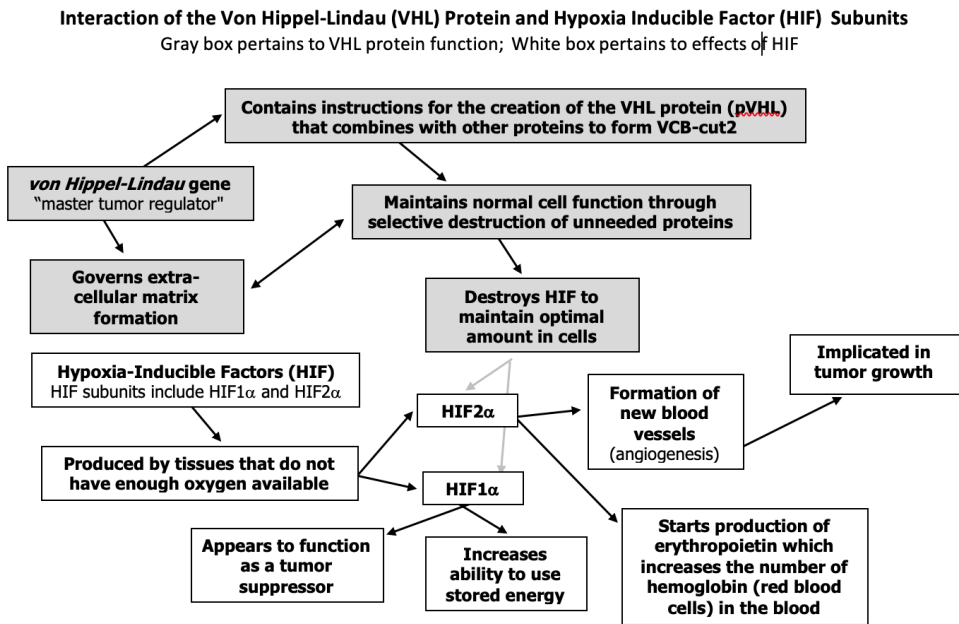 Interaction of the Von Hippel-Lindau (VHL) Protein and Hypoxia Inducible Factor (HIF) Subunits
Gray box pertains to VHL protein function; White box pertains to effects of HIF
Contains instructions for the creation of the VHL protein (pVHL)
that combines with other proteins to form VCB-cut2
von Hippel-Lindau gene
“master tumor regulator"
Maintains normal cell function through
selective destruction of unneeded proteins
Governs extra-
cellular matrix
formation
Destroys HIF to
maintain optimal
amount in cells
Hypoxia-Inducible Factors (HIF)
HIF subunits include HIF1α and HIF2α
Implicated in
tumor growth
Formation of
new blood
vessels
(angiogenesis)
HIF2α
Produced by tissues that do not
have enough oxygen available
HIF1α
Appears to function
as a tumor
suppressor
Increases
ability to use
stored energy
Starts production of
erythropoietin which
increases the number of
hemoglobin (red blood
cells) in the blood